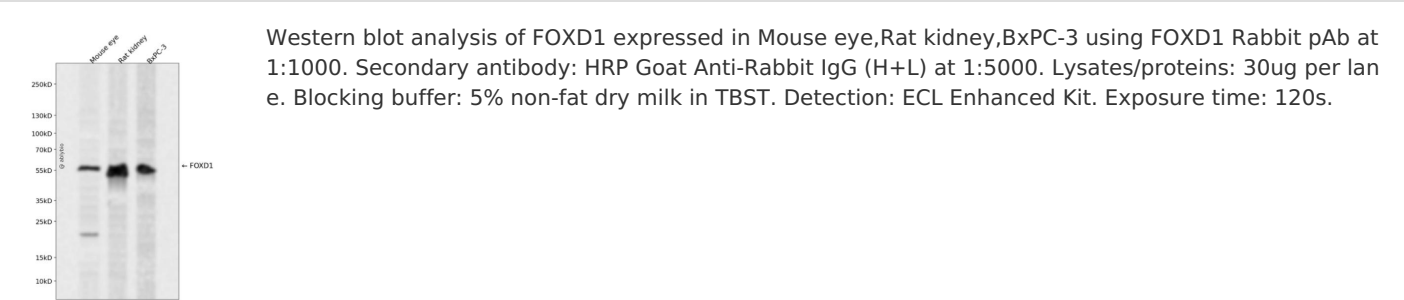 Mouse eye
Rat kidney
BxPC-3
Western blot analysis of FOXD1 expressed in Mouse eye,Rat kidney,BxPC-3 using FOXD1 Rabbit pAb at
1:1000. Secondary antibody: HRP Goat Anti-Rabbit IgG (H+L) at 1:5000. Lysates/proteins: 30ug per lan
e. Blocking buffer: 5% non-fat dry milk in TBST. Detection: ECL Enhanced Kit. Exposure time: 120s.
250kD
130kD
100kD
70kD
← FOXD1
55kD
35kD
25kD
15kD
10kD